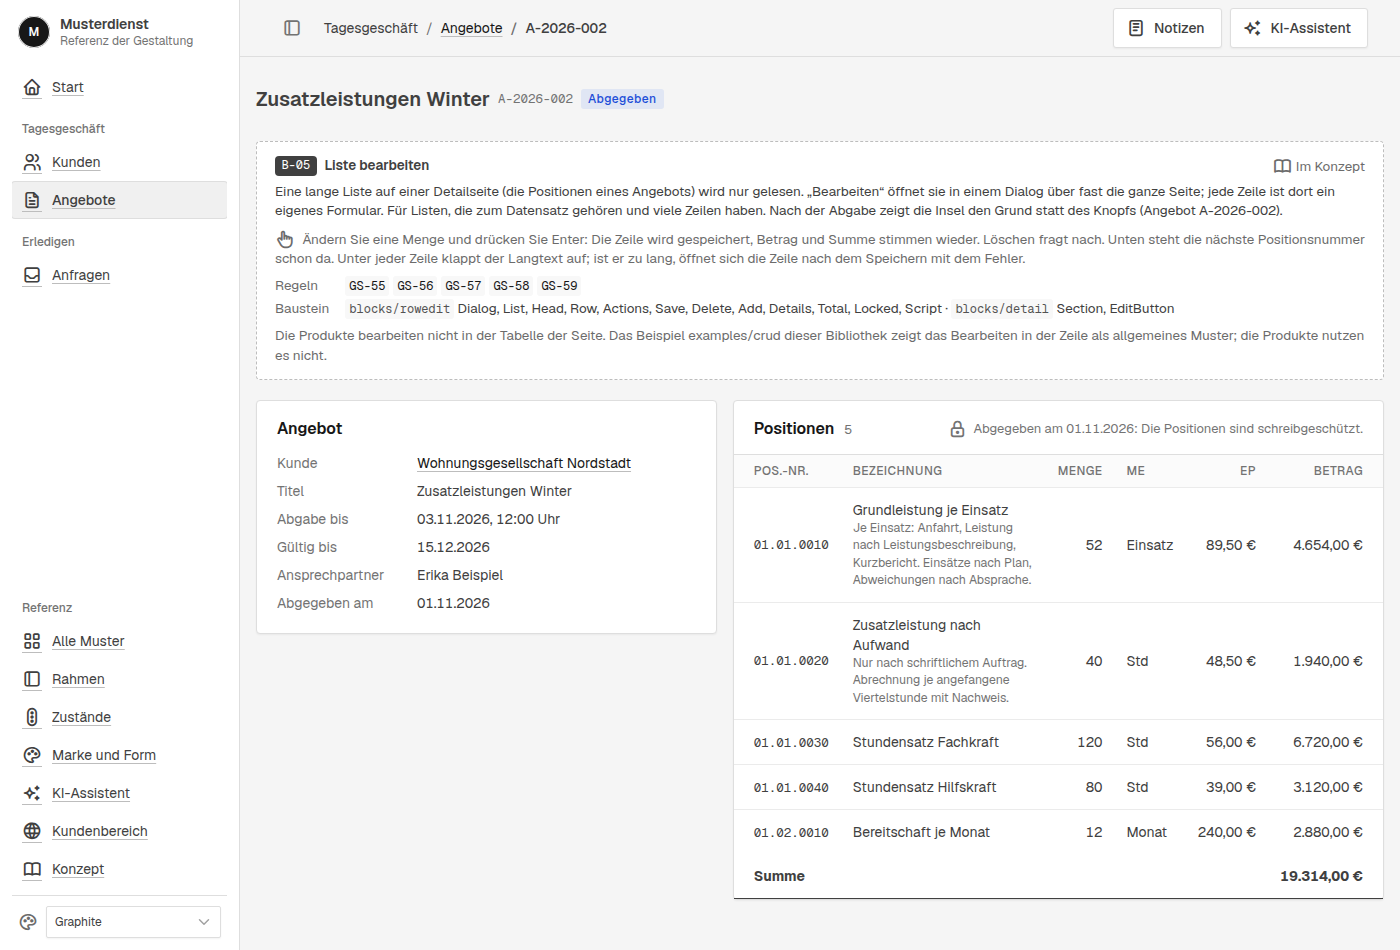 M
Musterdienst
Referenz der Gestaltung
Start
Tagesgeschäft
Kunden
Angebote
Erledigen
Anfragen
Referenz
Alle Muster
Rahmen
Zustände
Marke und Form
KI-Assistent
Kundenbereich
Konzept
Graphite
Tagesgeschäft / Angebote / A-2026-002
Notizen
KI-Assistent
Zusatzleistungen Winter A-2026-002 Abgegeben
B-05 Liste bearbeiten
Im Konzept
Eine lange Liste auf einer Detailseite (die Positionen eines Angebots) wird nur gelesen. „Bearbeiten“ öffnet sie in einem Dialog über fast die ganze Seite; jede Zeile ist dort ein
eigenes Formular. Für Listen, die zum Datensatz gehören und viele Zeilen haben. Nach der Abgabe zeigt die Insel den Grund statt des Knopfs (Angebot A-2026-002).
Ändern Sie eine Menge und drücken Sie Enter: Die Zeile wird gespeichert, Betrag und Summe stimmen wieder. Löschen fragt nach. Unten steht die nächste Positionsnummer
schon da. Unter jeder Zeile klappt der Langtext auf; ist er zu lang, öffnet sich die Zeile nach dem Speichern mit dem Fehler.
Regeln GS-55 GS-56 GS-57 GS-58 GS-59
Baustein blocks/rowedit Dialog, List, Head, Row, Actions, Save, Delete, Add, Details, Total, Locked, Script · blocks/detail Section, EditButton
Die Produkte bearbeiten nicht in der Tabelle der Seite. Das Beispiel examples/crud dieser Bibliothek zeigt das Bearbeiten in der Zeile als allgemeines Muster; die Produkte nutzen
es nicht.
Angebot
Kunde Wohnungsgesellschaft Nordstadt
Titel Zusatzleistungen Winter
Abgabe bis 03.11.2026, 12:00 Uhr
Gültig bis 15.12.2026
Ansprechpartner Erika Beispiel
Abgegeben am 01.11.2026
Positionen 5
Abgegeben am 01.11.2026: Die Positionen sind schreibgeschützt.
POS.-NR. BEZEICHNUNG MENGE ME EP BETRAG
Grundleistung je Einsatz
Je Einsatz: Anfahrt, Leistung
nach Leistungsbeschreibung,
Kurzbericht. Einsätze nach Plan,
Abweichungen nach Absprache.
01.01.0010 52 Einsatz 89,50 € 4.654,00 €
Zusatzleistung nach
Aufwand
Nur nach schriftlichem Auftrag.
Abrechnung je angefangene
Viertelstunde mit Nachweis.
01.01.0020 40 Std 48,50 € 1.940,00 €
01.01.0030 Stundensatz Fachkraft 120 Std 56,00 € 6.720,00 €
01.01.0040 Stundensatz Hilfskraft 80 Std 39,00 € 3.120,00 €
01.02.0010 Bereitschaft je Monat 12 Monat 240,00 € 2.880,00 €
Summe 19.314,00 €